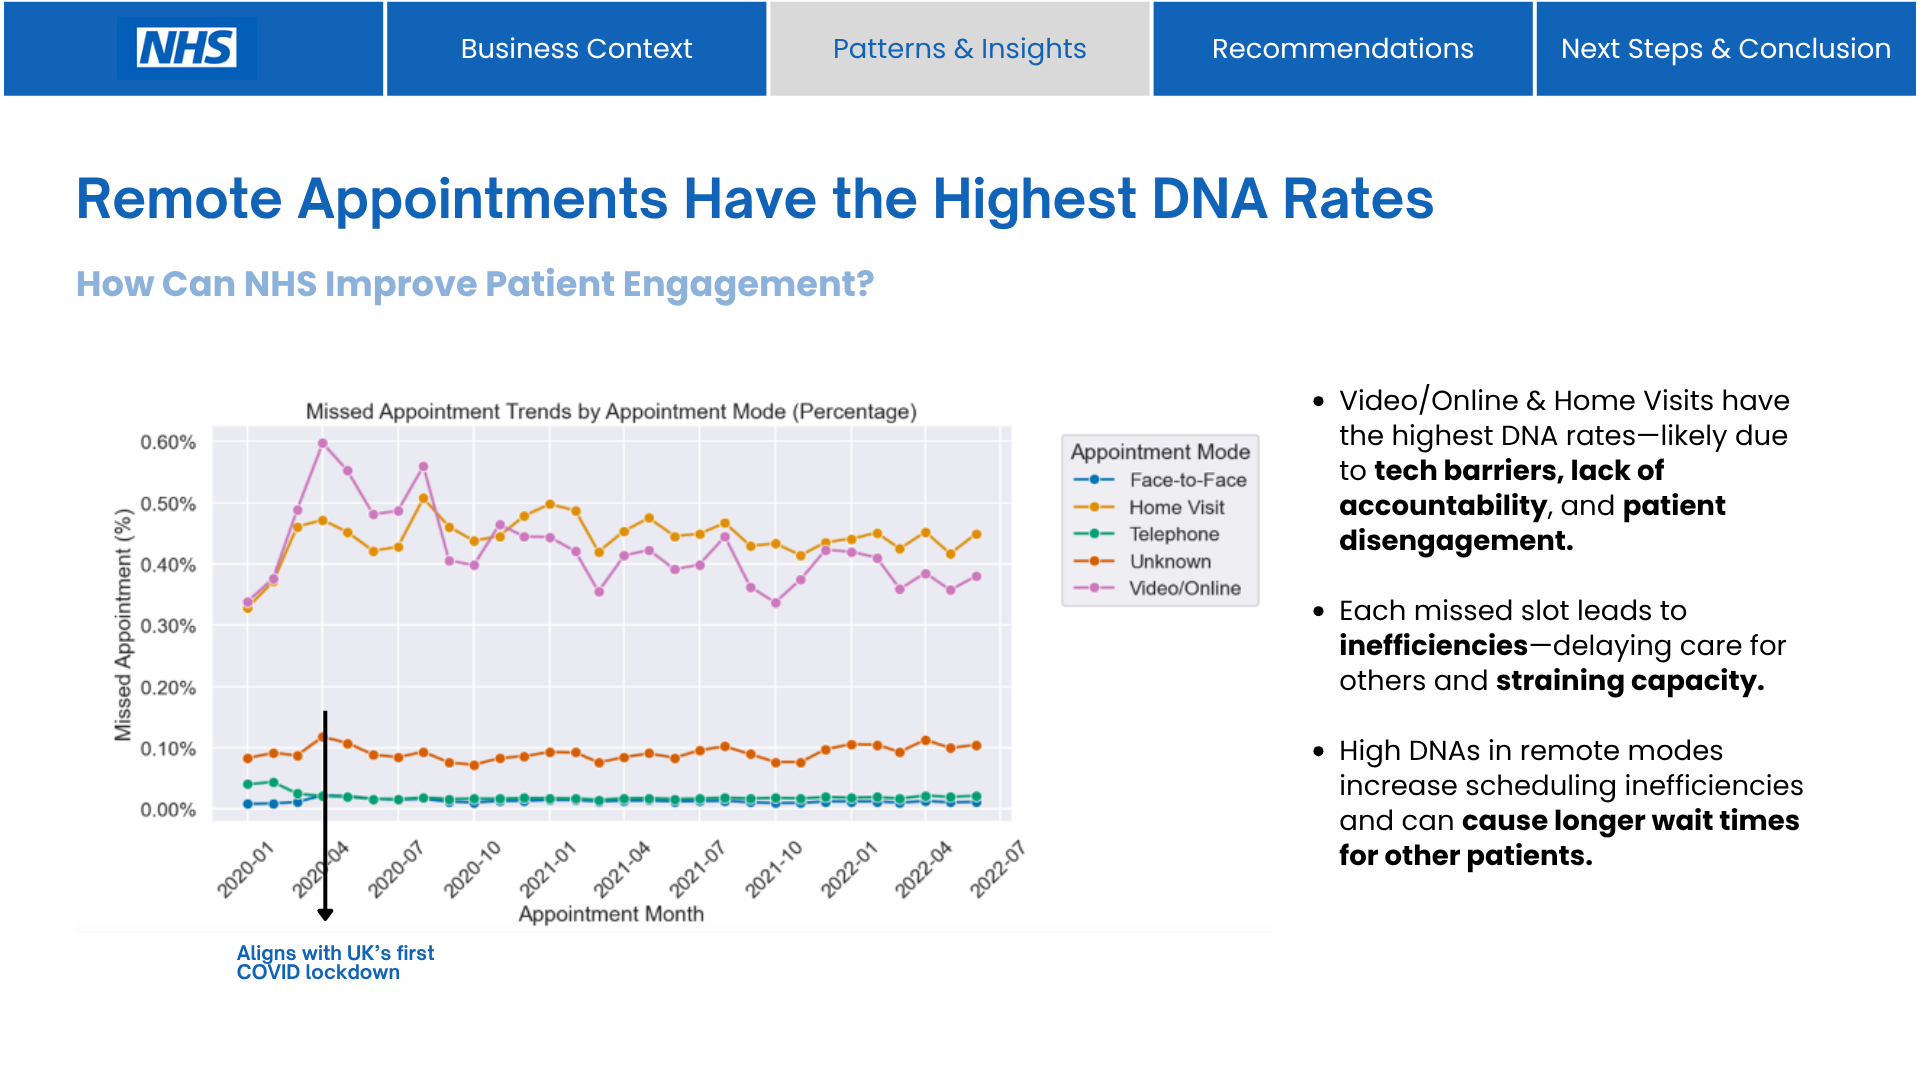 NHS
Business Context
Patterns & Insights
Recommendations
Next Steps & Conclusion
Remote Appointments Have the Highest DNA Rates
How Can NHS Improve Patient Engagement?
Missed Appointment Trends by Appointment Mode (Percentage)
Missed Appointment (%)
0.60%
0.50%
0.40%
0.30%
0.20%
0.10%
0.00%
2020-01
2020-04
2020-07
2020-10
2021-01
2021-04
2021-07
2021-10
2022-01
2022-04
2022-07
Appointment Month
Appointment Mode
Face-to-Face
Home Visit
Telephone
Unknown
Video/Online
Aligns with UK's first
COVID lockdown
• Video/Online & Home Visits have
the highest DNA rates—likely due
to tech barriers, lack of
accountability, and patient
disengagement.
• Each missed slot leads to
inefficiencies—delaying care for
others and straining capacity.
• High DNAs in remote modes
increase scheduling inefficiencies
and can cause longer wait times
for other patients.